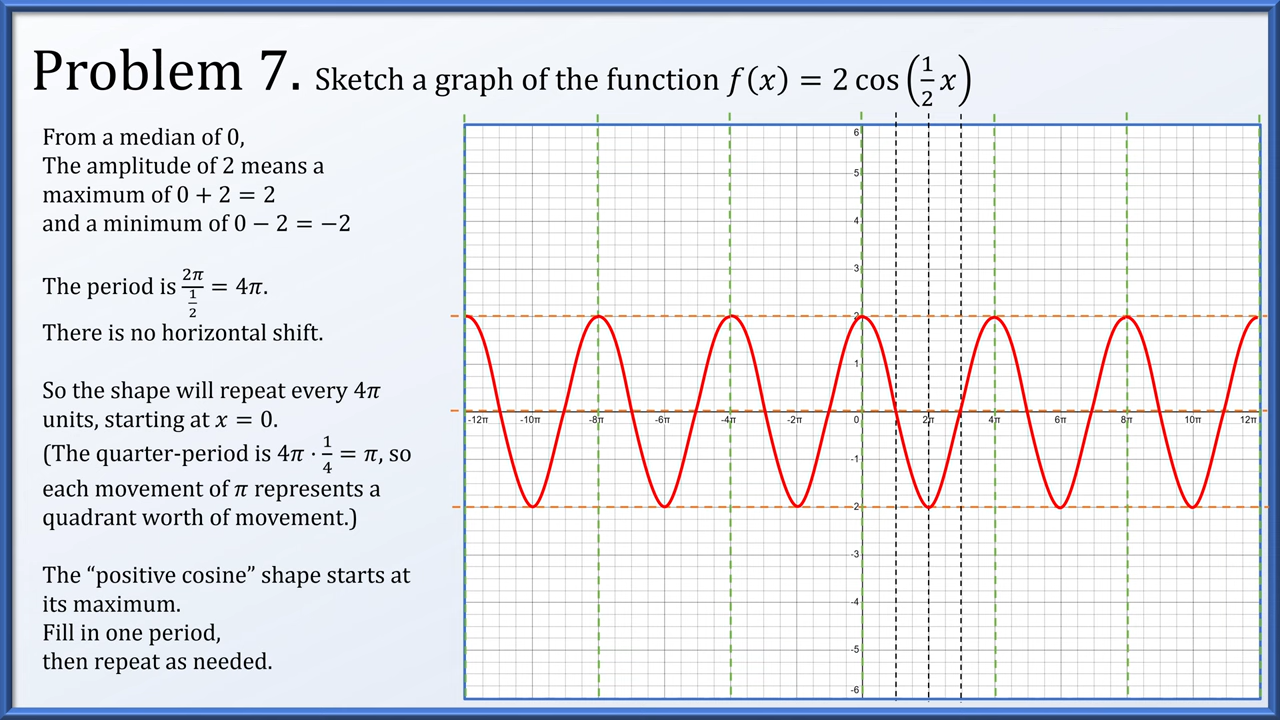 Problem 7. Sketch a graph of the function f(x) = 2 cos(1/2 x)
From a median of 0,
The amplitude of 2 means a
maximum of 0 + 2 = 2
and a minimum of 0 − 2 = −2
The period is 2π/(1/2) = 4π.
There is no horizontal shift.
So the shape will repeat every 4π
units, starting at x = 0.
(The quarter-period is 4π · 1/4 = π, so
each movement of π represents a
quadrant worth of movement.)
The “positive cosine” shape starts at
its maximum.
Fill in one period,
then repeat as needed.
6
5
4
3
2
1
-12π -10π -8π -6π -4π -2π 0 2π 4π 6π 8π 10π 12π
-1
-2
-3
-4
-5
-6